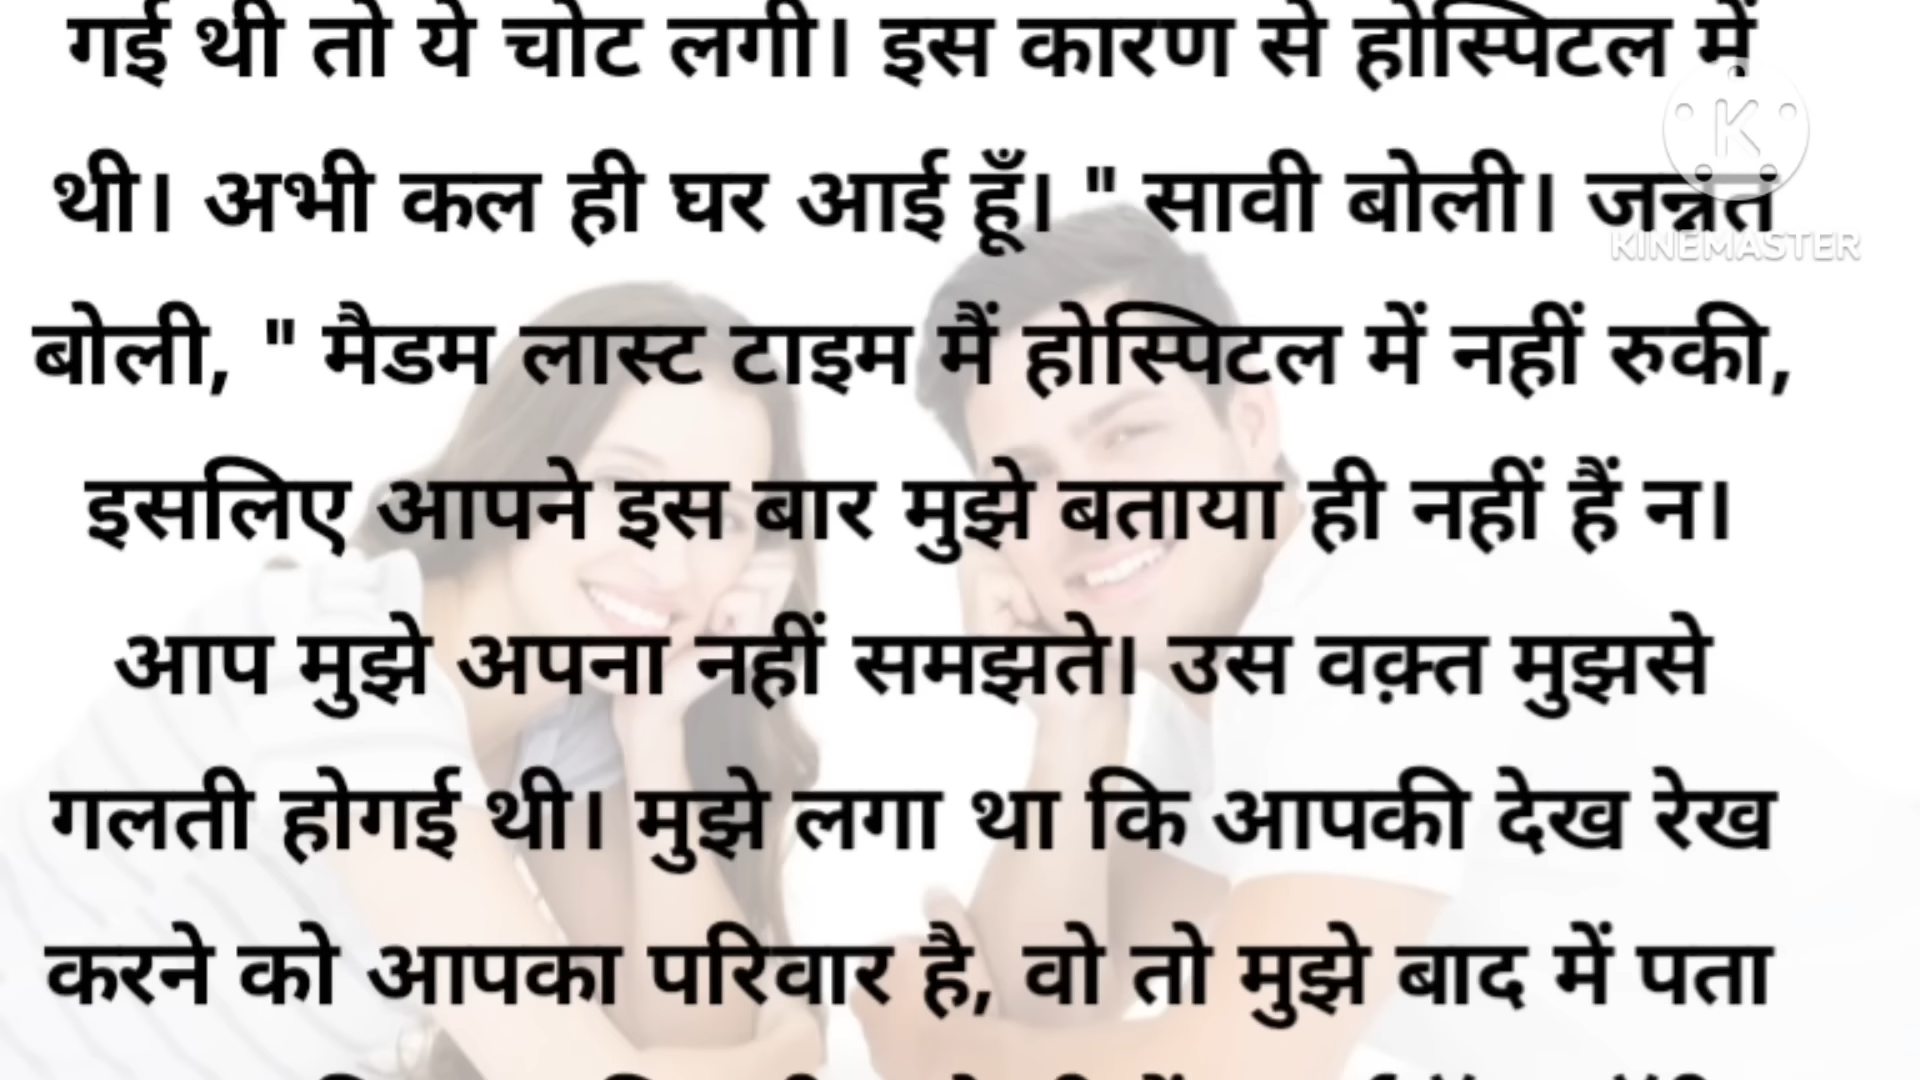 गई थी तो ये चोट लगी। इस कारण से होस्पिटल में
थी। अभी कल ही घर आई हूँ। " सावी बोली। जन्नत
KINEMASTER
बोली, " मैडम लास्ट टाइम मैं होस्पिटल में नहीं रुकी,
इसलिए आपने इस बार मुझे बताया ही नहीं हैं न।
आप मुझे अपना नहीं समझते। उस वक़्त मुझसे
गलती होगई थी। मुझे लगा था कि आपकी देख रेख
करने को आपका परिवार है, वो तो मुझे बाद में पता